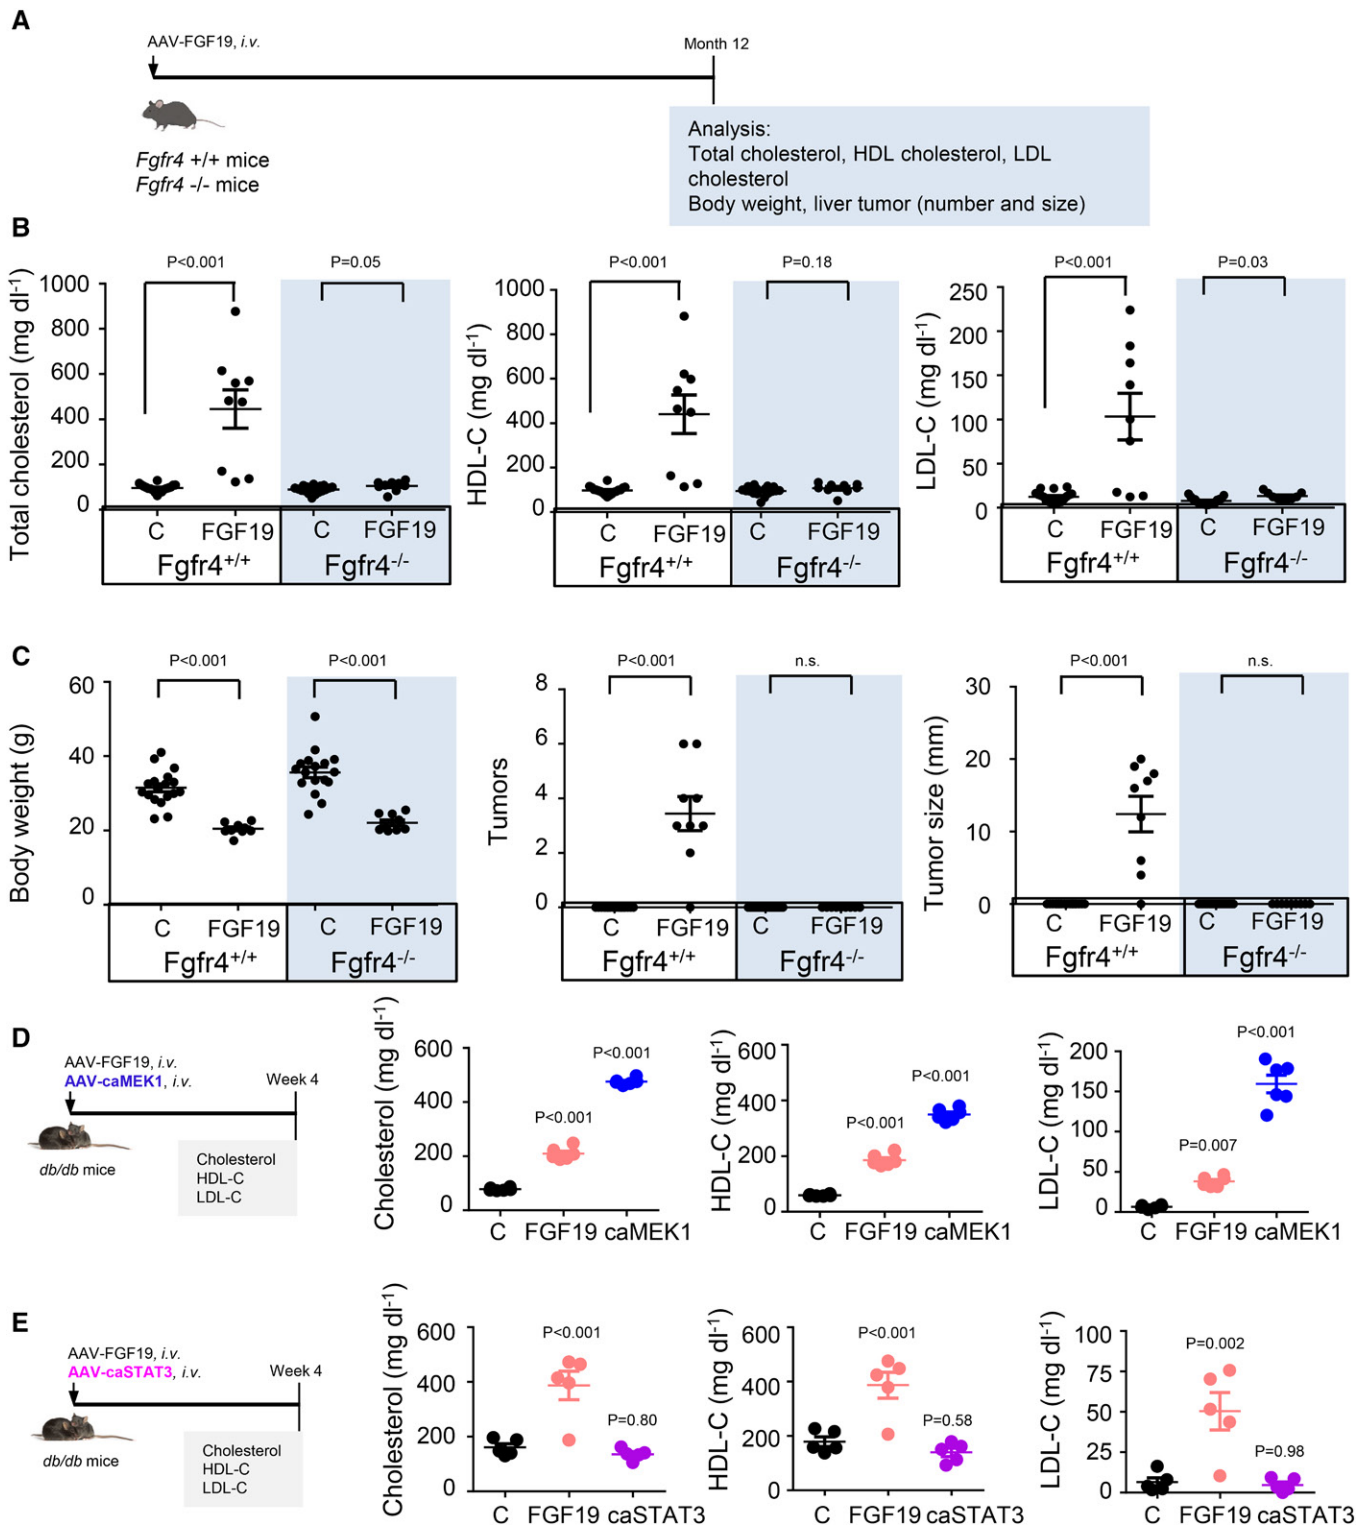 A
AAV-FGF19, i.v.
Month 12
Fgfr4 +/+ mice
Fgfr4 -/- mice
Analysis:
Total cholesterol, HDL cholesterol, LDL
cholesterol
Body weight, liver tumor (number and size)
B
Total cholesterol (mg dl-1)
1000
800
600
400
200
0
P<0.001
P=0.05
C
FGF19
C
FGF19
Fgfr4+/+
Fgfr4-/-
HDL-C (mg dl-1)
1000
800
600
400
200
0
P<0.001
P=0.18
C
FGF19
C
FGF19
Fgfr4+/+
Fgfr4-/-
LDL-C (mg dl-1)
250
200
150
100
50
0
P<0.001
P=0.03
C
FGF19
C
FGF19
Fgfr4+/+
Fgfr4-/-
C
Body weight (g)
60
40
20
0
P<0.001
P<0.001
C
FGF19
C
FGF19
Fgfr4+/+
Fgfr4-/-
Tumors
8
6
4
2
0
P<0.001
n.s.
C
FGF19
C
FGF19
Fgfr4+/+
Fgfr4-/-
Tumor size (mm)
30
20
10
0
P<0.001
n.s.
C
FGF19
C
FGF19
Fgfr4+/+
Fgfr4-/-
D
AAV-FGF19, i.v.
AAV-caMEK1, i.v.
Week 4
db/db mice
Cholesterol
HDL-C
LDL-C
Cholesterol (mg dl-1)
600
400
200
0
P<0.001
P<0.001
C FGF19 caMEK1
HDL-C (mg dl-1)
600
400
200
0
P<0.001
P<0.001
C FGF19 caMEK1
LDL-C (mg dl-1)
200
150
100
50
0
P=0.007
P<0.001
C FGF19 caMEK1
E
AAV-FGF19, i.v.
AAV-caSTAT3, i.v.
Week 4
db/db mice
Cholesterol
HDL-C
LDL-C
Cholesterol (mg dl-1)
600
400
200
0
P<0.001
P=0.80
C FGF19 caSTAT3
HDL-C (mg dl-1)
600
400
200
0
P<0.001
P=0.58
C FGF19 caSTAT3
LDL-C (mg dl-1)
100
75
50
25
0
P=0.002
P=0.98
C FGF19 caSTAT3